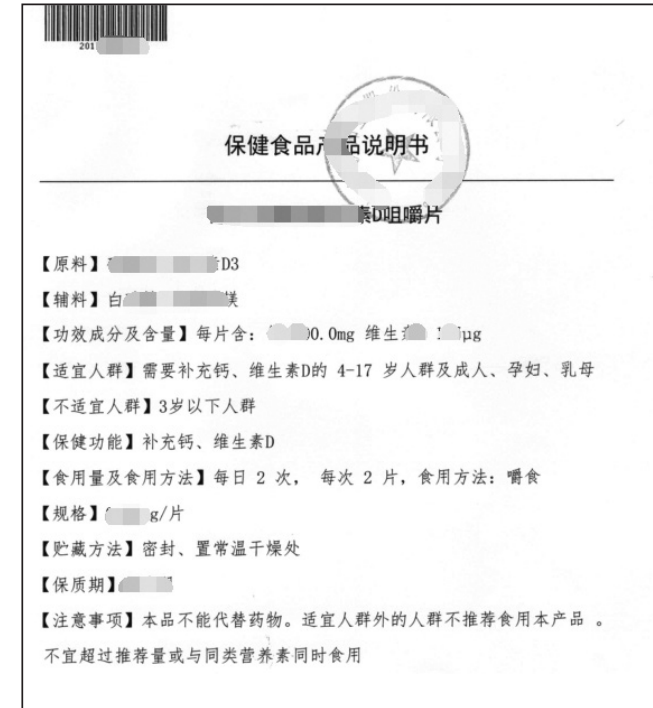 201
保健食品 品说明书
素D咀嚼片
【原料】 D3
【辅料】白
【功效成分及含量】每片含: 0.0mg 维生 μg
【适宜人群】需要补充钙、维生素D的 4-17 岁人群及成人、孕妇、乳母
【不适宜人群】3岁以下人群
【保健功能】补充钙、维生素D
【食用量及食用方法】每日 2 次, 每次 2 片,食用方法: 嚼食
【规格】 g/片
【贮藏方法】密封、置常温干燥处
【保质期】
【注意事项】本品不能代替药物。适宜人群外的人群不推荐食用本产品 。
不宜超过推荐量或与同类营养素同时食用